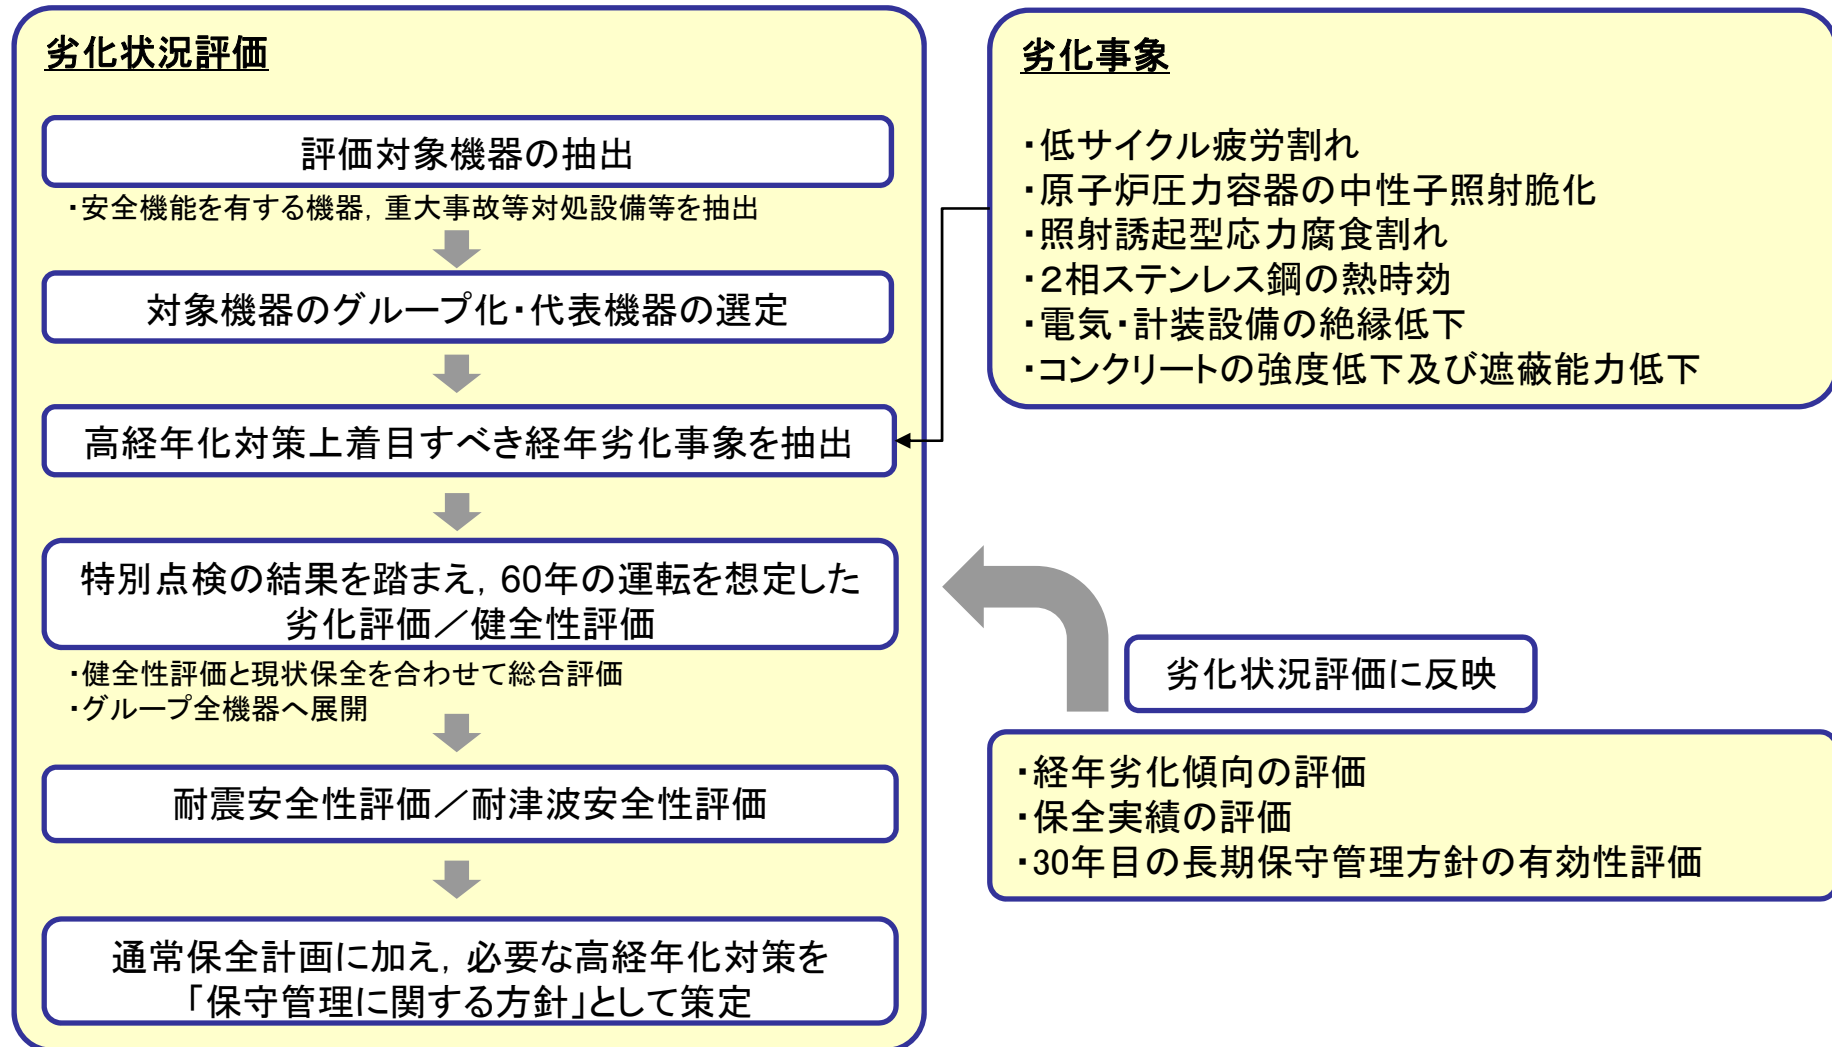 劣化状況評価
評価対象機器の抽出
・安全機能を有する機器，重大事故等対処設備等を抽出
対象機器のグループ化・代表機器の選定
高経年化対策上着目すべき経年劣化事象を抽出
特別点検の結果を踏まえ，60年の運転を想定した
劣化評価／健全性評価
・健全性評価と現状保全を合わせて総合評価
・グループ全機器へ展開
耐震安全性評価／耐津波安全性評価
通常保全計画に加え，必要な高経年化対策を
「保守管理に関する方針」として策定
劣化事象
・低サイクル疲労割れ
・原子炉圧力容器の中性子照射脆化
・照射誘起型応力腐食割れ
・２相ステンレス鋼の熱時効
・電気・計装設備の絶縁低下
・コンクリートの強度低下及び遮蔽能力低下
劣化状況評価に反映
・経年劣化傾向の評価
・保全実績の評価
・30年目の長期保守管理方針の有効性評価